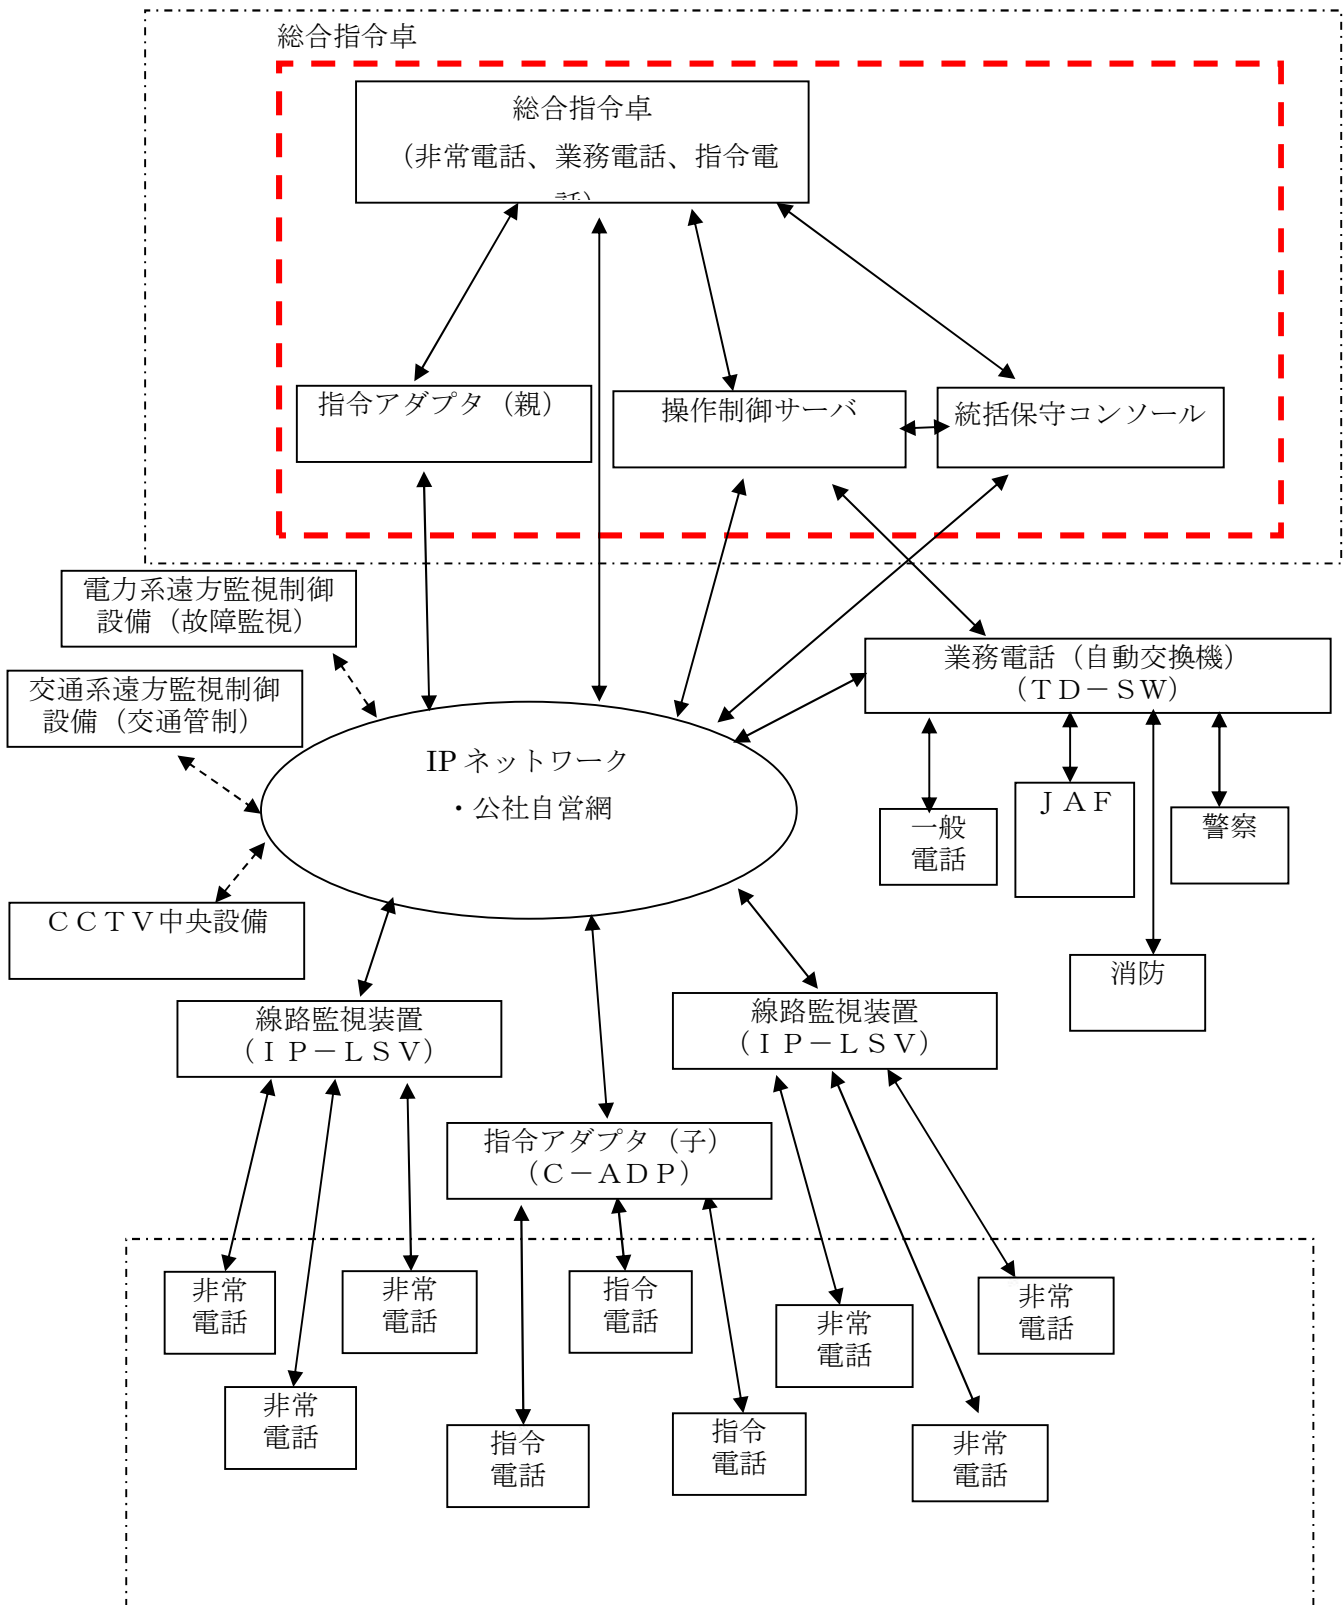 総合指令卓
総合指令卓
（非常電話、業務電話、指令電
指令アダプタ（親）
操作制御サーバ
統括保守コンソール
電力系遠方監視制御
設備（故障監視）
交通系遠方監視制御
設備（交通管制）
業務電話（自動交換機）
（ＴＤ－ＳＷ）
IP ネットワーク
・公社自営網
一般
電話
ＪＡＦ
警察
ＣＣＴＶ中央設備
消防
線路監視装置
（ＩＰ－ＬＳＶ）
線路監視装置
（ＩＰ－ＬＳＶ）
指令アダプタ（子）
（Ｃ－ＡＤＰ）
非常
電話
非常
電話
指令
電話
非常
電話
非常
電話
非常
電話
指令
電話
指令
電話
非常
電話